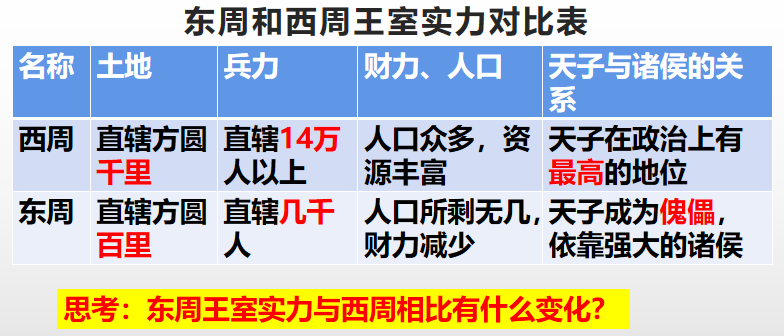 东周和西周王室实力对比表
名称 土地 兵力 财力、人口 天子与诸侯的关
系
西周 直辖方圆 直辖14万 人口众多，资 天子在政治上有
千里 人以上 源丰富 最高的地位
东周 直辖方圆 直辖几千 人口所剩无几， 天子成为傀儡，
百里 人 财力减少 依靠强大的诸侯
思考：东周王室实力与西周相比有什么变化？